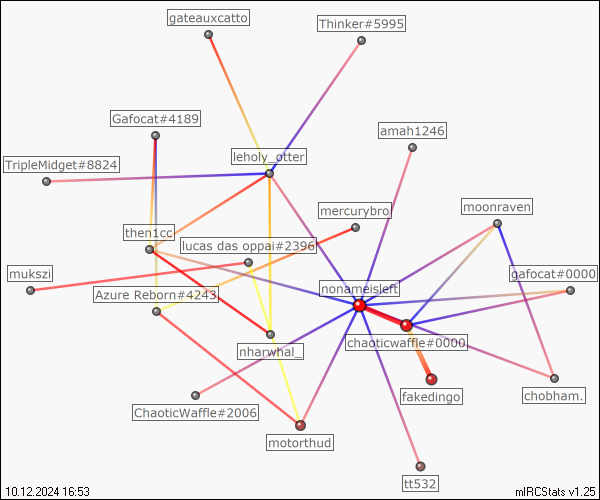 gateauxcatto
Thinker#5995
Gafocat#4189
amah1246
leholy_otter
TripleMidget#8824
mercurybro
moonraven
then1cc
lucas das oppai#2396
mukszi
gafocat#0000
nonameisleft
Azure Reborn#4243
chaoticwaffle#0000
nharwhal_
fakedingo
chobham.
ChaoticWaffle#2006
motorthud
tt532
10.12.2024 16:53
mIRCStats v1.25